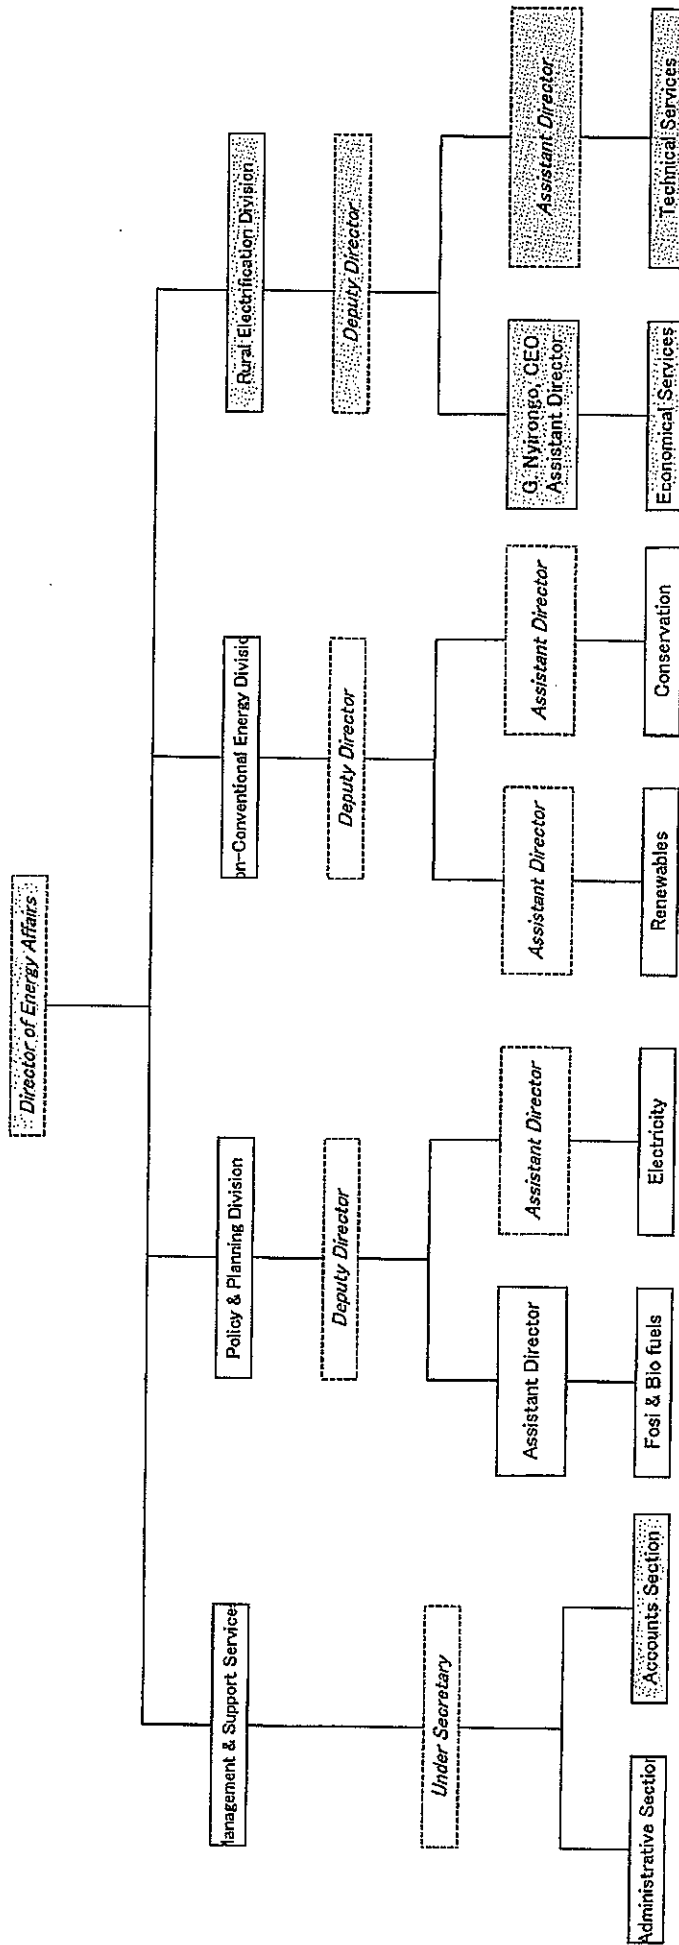 Director of Energy Affairs
anagement & Support Service
Policy & Planning Division
on-Conventional Energy Divisio
Rural Electrification Division
Under Secretary
Deputy Director
Deputy Director
Deputy Director
Assistant Director
Assistant Director
Assistant Director
Assistant Director
G. Nyirongo, CEO
Assistant Director
Assistant Director
Administrative Section
Accounts Section
Fosi & Bio fuels
Electricity
Renewables
Conservation
Economical Services
Technical Services